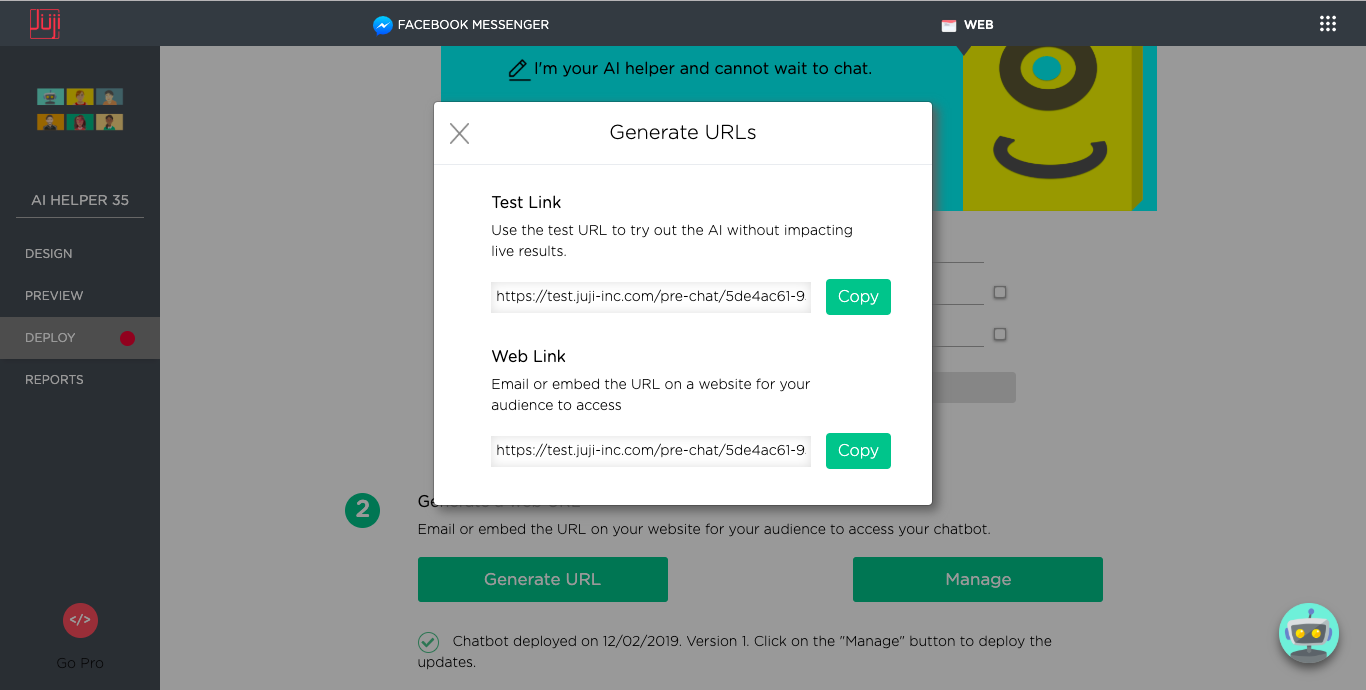 Juji
FACEBOOK MESSENGER
WEB
I'm your AI helper and cannot wait to chat.
Generate URLs
Test Link
Use the test URL to try out the AI without impacting
live results.
https://test.juji-inc.com/pre-chat/5de4ac61-9
Copy
Web Link
Email or embed the URL on a website for your
audience to access
https://test.juji-inc.com/pre-chat/5de4ac61-9
Copy
AI HELPER 35
DESIGN
PREVIEW
DEPLOY
REPORTS
</>
Go Pro
2
Email or embed the URL on your website for your audience to access your chatbot.
Generate URL
Manage
Chatbot deployed on 12/02/2019. Version 1. Click on the "Manage" button to deploy the
updates.